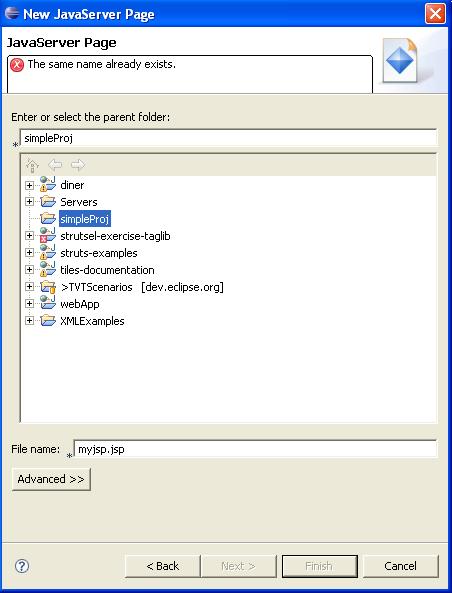 New JavaServer Page
JavaServer Page
The same name already exists.
Enter or select the parent folder:
* simpleProj
diner
Servers
simpleProj
strutsel-exercise-taglib
struts-examples
tiles-documentation
>TVTScenarios [dev.eclipse.org]
webApp
XMLExamples
File name: * myjsp.jsp
Advanced >>
? < Back Next > Finish Cancel